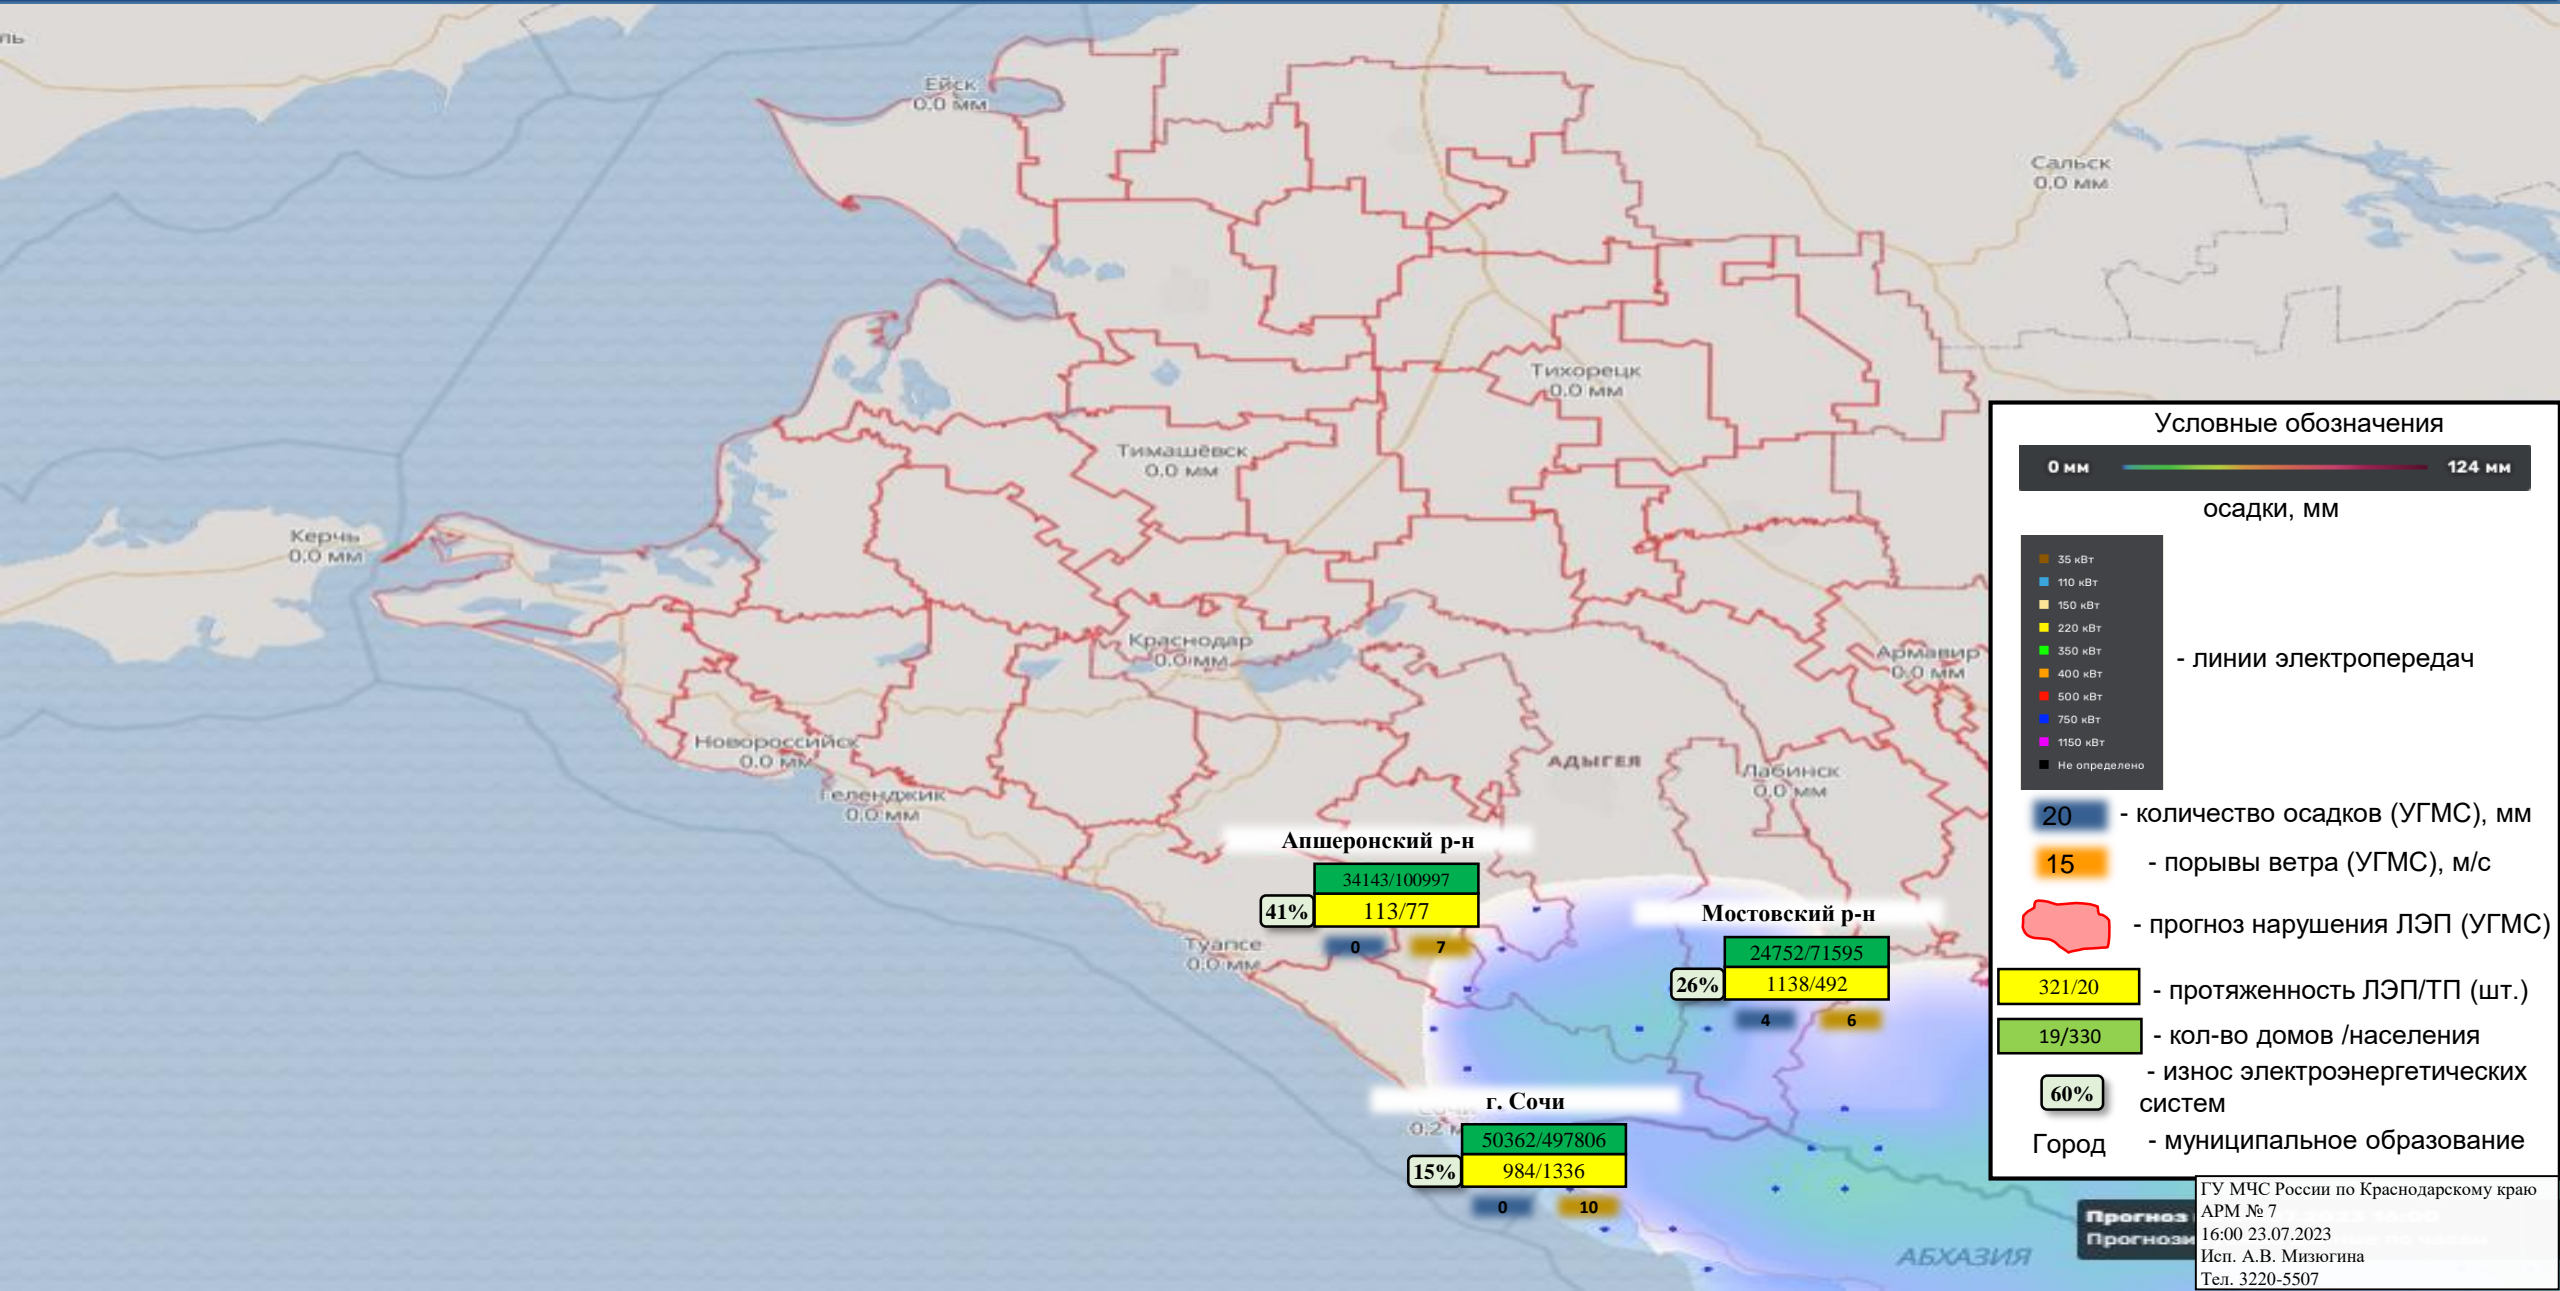 ль
Ейск
0.0 мм
Сальск
0.0 мм
Тихорецк
0.0 мм
Тимашёвск
0.0 мм
Керчь
0.0 мм
Краснодар
0.0 мм
Армавир
0.0 мм
Новороссийск
0.0 мм
АДЫГЕЯ
Лабинск
0.0 мм
Геленджик
0.0 мм
Апшеронский р-н
34143/100997
41%
113/77
0
7
Туапсе
0.0 мм
Мостовский р-н
24752/71595
26%
1138/492
4
6
г. Сочи
0.2
50362/497806
15%
984/1336
0
10
АБХАЗИЯ
Условные обозначения
0 мм
124 мм
осадки, мм
35 кВт
110 кВт
150 кВт
220 кВт
350 кВт
400 кВт
500 кВт
750 кВт
1150 кВт
Не определено
- линии электропередач
20 - количество осадков (УГМС), мм
15 - порывы ветра (УГМС), м/с
- прогноз нарушения ЛЭП (УГМС)
321/20 - протяженность ЛЭП/ТП (шт.)
19/330 - кол-во домов /населения
60% - износ электроэнергетических
систем
Город - муниципальное образование
Прогноз
Прогнози
ГУ МЧС России по Краснодарскому краю
АРМ № 7
16:00 23.07.2023
Исп. А.В. Мизюгина
Тел. 3220-5507